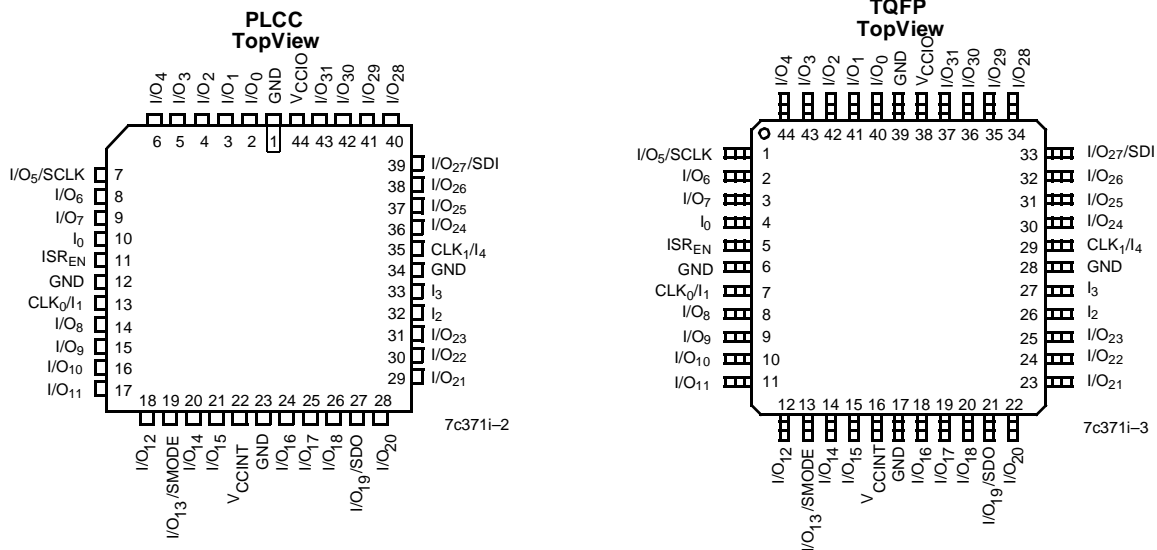 PLCC
TopView
I/O4
I/O3
I/O2
I/O1
I/O0
GND
VCCIO
I/O31
I/O30
I/O29
I/O28
6 5 4 3 2 1 44 43 42 41 40
I/O5/SCLK 7
I/O6 8
I/O7 9
I0 10
ISREN 11
GND 12
CLK0/I1 13
I/O8 14
I/O9 15
I/O10 16
I/O11 17
39 I/O27/SDI
38 I/O26
37 I/O25
36 I/O24
35 CLK1/I4
34 GND
33 I3
32 I2
31 I/O23
30 I/O22
29 I/O21
18 19 20 21 22 23 24 25 26 27 28
I/O12
I/O13/SMODE
I/O14
I/O15
VCCINT
GND
I/O16
I/O17
I/O18
I/O19/SDO
I/O20
7c371i–2
TQFP
TopView
I/O4
I/O3
I/O2
I/O1
I/O0
GND
VCCIO
I/O31
I/O30
I/O29
I/O28
44 43 42 41 40 39 38 37 36 35 34
I/O5/SCLK 1
I/O6 2
I/O7 3
I0 4
ISREN 5
GND 6
CLK0/I1 7
I/O8 8
I/O9 9
I/O10 10
I/O11 11
33 I/O27/SDI
32 I/O26
31 I/O25
30 I/O24
29 CLK1/I4
28 GND
27 I3
26 I2
25 I/O23
24 I/O22
23 I/O21
12 13 14 15 16 17 18 19 20 21 22
I/O12
I/O13/SMODE
I/O14
I/O15
VCCINT
GND
I/O16
I/O17
I/O18
I/O19/SDO
I/O20
7c371i–3